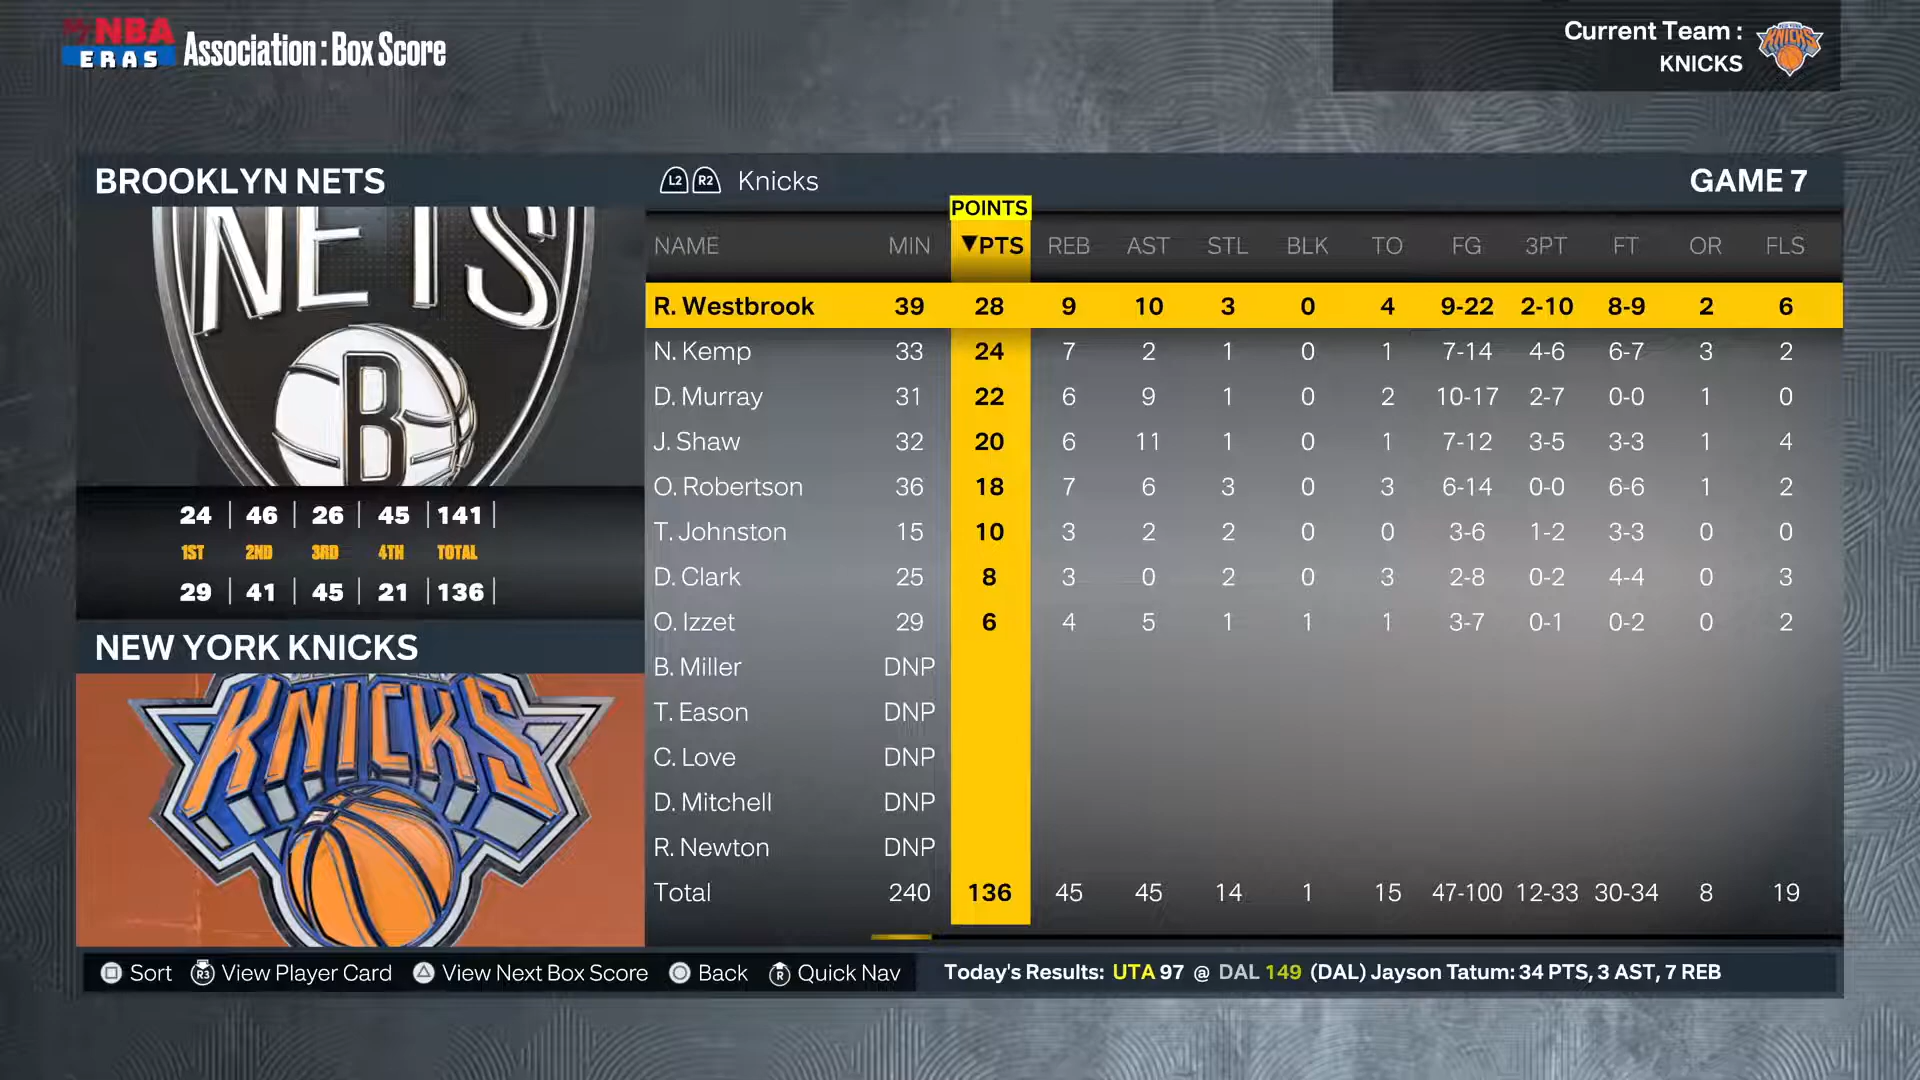 MyNBA ERAS Association : Box Score
Current Team :
KNICKS
BROOKLYN NETS
NETS
B
24 | 46 | 26 | 45 | 141 |
1ST 2ND 3RD 4TH TOTAL
29 | 41 | 45 | 21 | 136 |
NEW YORK KNICKS
KNICKS
L2 R2 Knicks GAME 7
POINTS
NAME MIN ▼PTS REB AST STL BLK TO FG 3PT FT OR FLS
R. Westbrook 39 28 9 10 3 0 4 9-22 2-10 8-9 2 6
N. Kemp 33 24 7 2 1 0 1 7-14 4-6 6-7 3 2
D. Murray 31 22 6 9 1 0 2 10-17 2-7 0-0 1 0
J. Shaw 32 20 6 11 1 0 1 7-12 3-5 3-3 1 4
O. Robertson 36 18 7 6 3 0 3 6-14 0-0 6-6 1 2
T. Johnston 15 10 3 2 2 0 0 3-6 1-2 3-3 0 0
D. Clark 25 8 3 0 2 0 3 2-8 0-2 4-4 0 3
O. Izzet 29 6 4 5 1 1 1 3-7 0-1 0-2 0 2
B. Miller DNP
T. Eason DNP
C. Love DNP
D. Mitchell DNP
R. Newton DNP
Total 240 136 45 45 14 1 15 47-100 12-33 30-34 8 19
Sort R3 View Player Card View Next Box Score Back R Quick Nav
Today's Results: UTA 97 @ DAL 149 (DAL) Jayson Tatum: 34 PTS, 3 AST, 7 REB